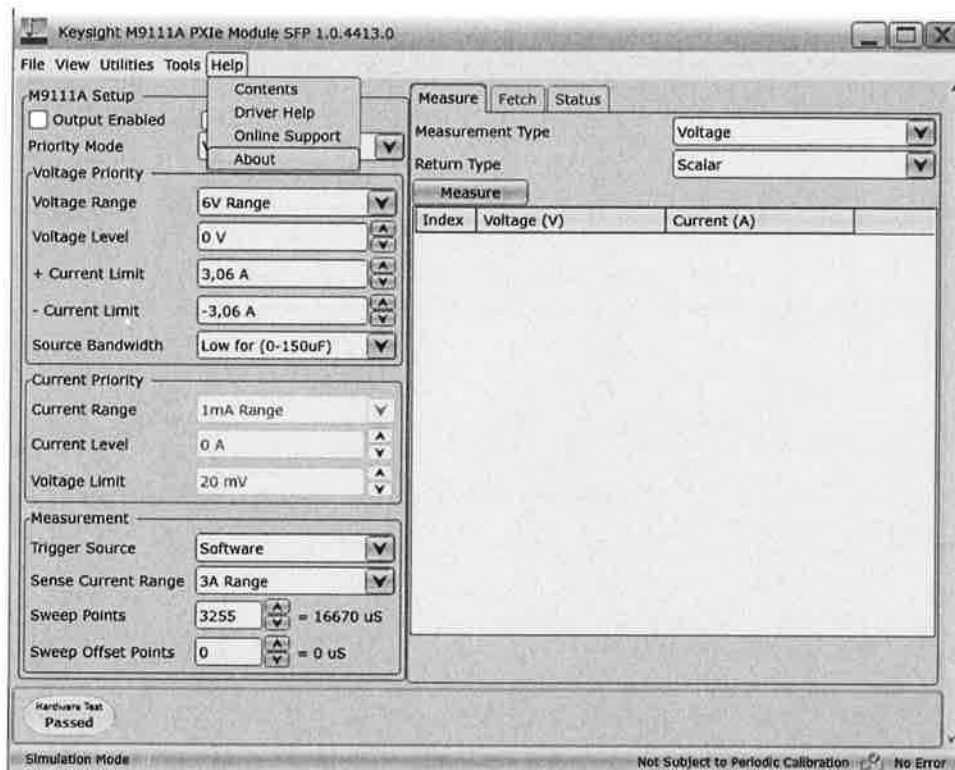 Keysight M9111A PXIe Module SFP 1.0.4413.0
File View Utilities Tools Help
Contents
Driver Help
Online Support
About
M9111A Setup
Output Enabled
Priority Mode
Voltage Priority
Voltage Range 6V Range
Voltage Level 0 V
+ Current Limit 3,06 A
- Current Limit -3,06 A
Source Bandwidth Low for (0-150uF)
Current Priority
Current Range 1mA Range
Current Level 0 A
Voltage Limit 20 mV
Measurement
Trigger Source Software
Sense Current Range 3A Range
Sweep Points 3255 = 16670 uS
Sweep Offset Points 0 = 0 uS
Measure Fetch Status
Measurement Type Voltage
Return Type Scalar
Measure
Index Voltage (V) Current (A)
Hardware Test
Passed
Simulation Mode Not Subject to Periodic Calibration No Error